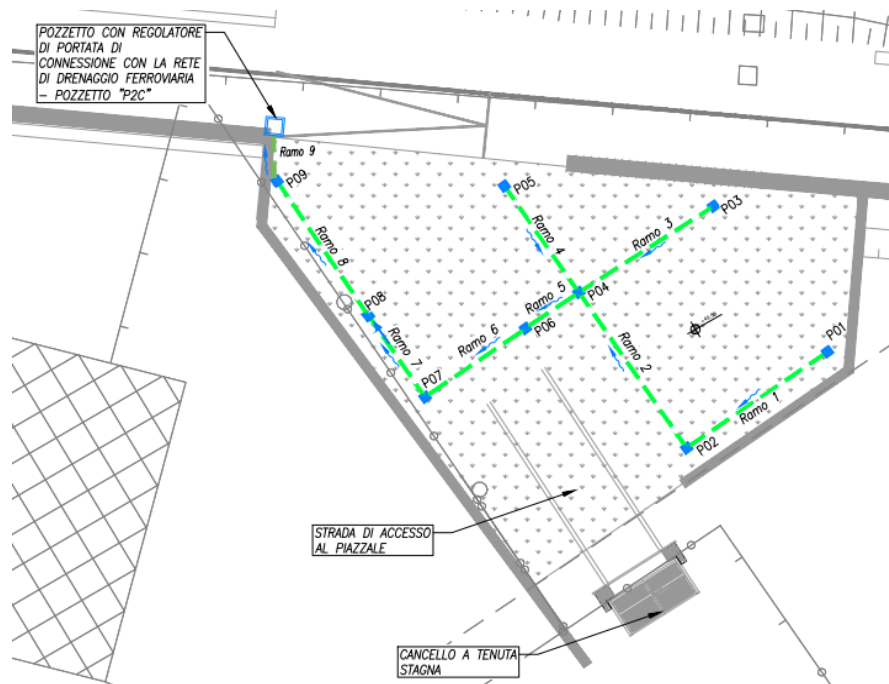 POZZETTO CON REGOLATORE
DI PORTATA DI
CONNESSIONE CON LA RETE
DI DRENAGGIO FERROVIARIA
– POZZETTO "P2C"
Ramo 9
P09
P05
P03
Ramo 4
Ramo 3
Ramo 8
P04
Ramo 5
P08
P06
Ramo 6
Ramo 7
Ramo 2
P01
P07
Ramo 1
P02
STRADA DI ACCESSO
AL PIAZZALE
CANCELLO A TENUTA
STAGNA